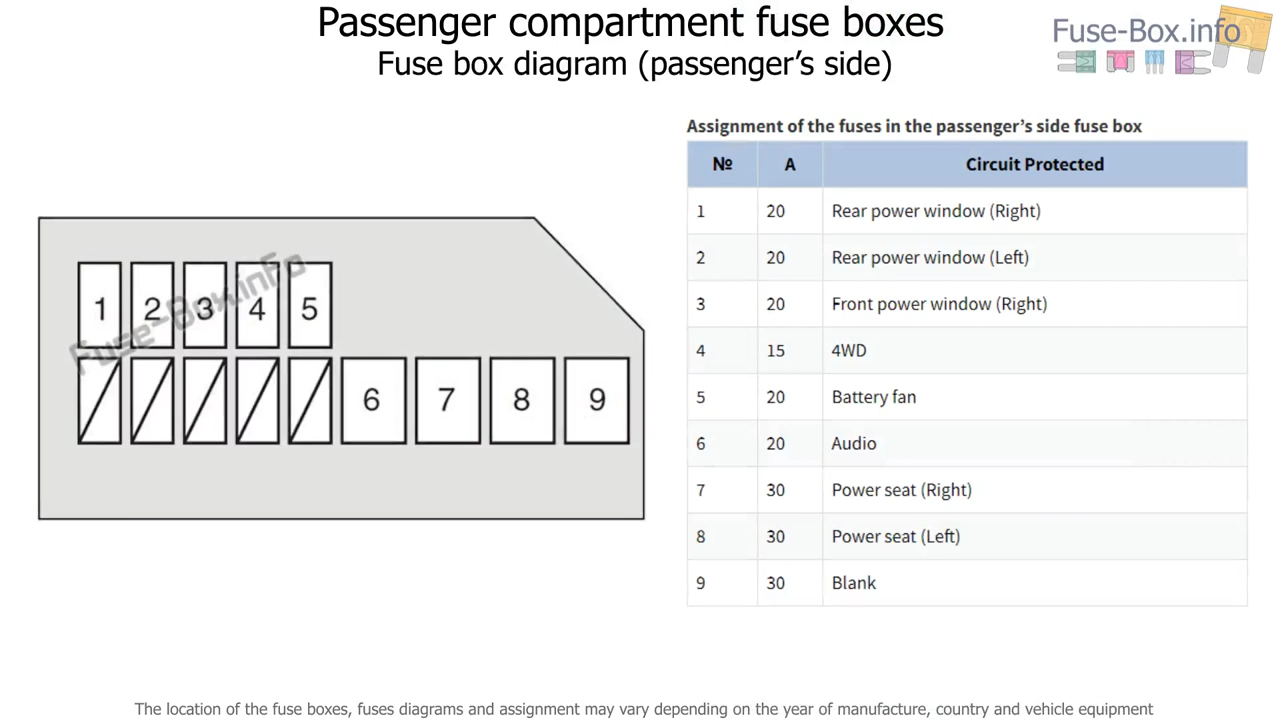 Passenger compartment fuse boxes
Fuse box diagram (passenger's side)
Fuse-Box.info
Assignment of the fuses in the passenger's side fuse box
№ A Circuit Protected
1 20 Rear power window (Right)
2 20 Rear power window (Left)
3 20 Front power window (Right)
4 15 4WD
5 20 Battery fan
6 20 Audio
7 30 Power seat (Right)
8 30 Power seat (Left)
9 30 Blank
1 2 3 4 5
6 7 8 9
Fuse-Box.info
The location of the fuse boxes, fuses diagrams and assignment may vary depending on the year of manufacture, country and vehicle equipment